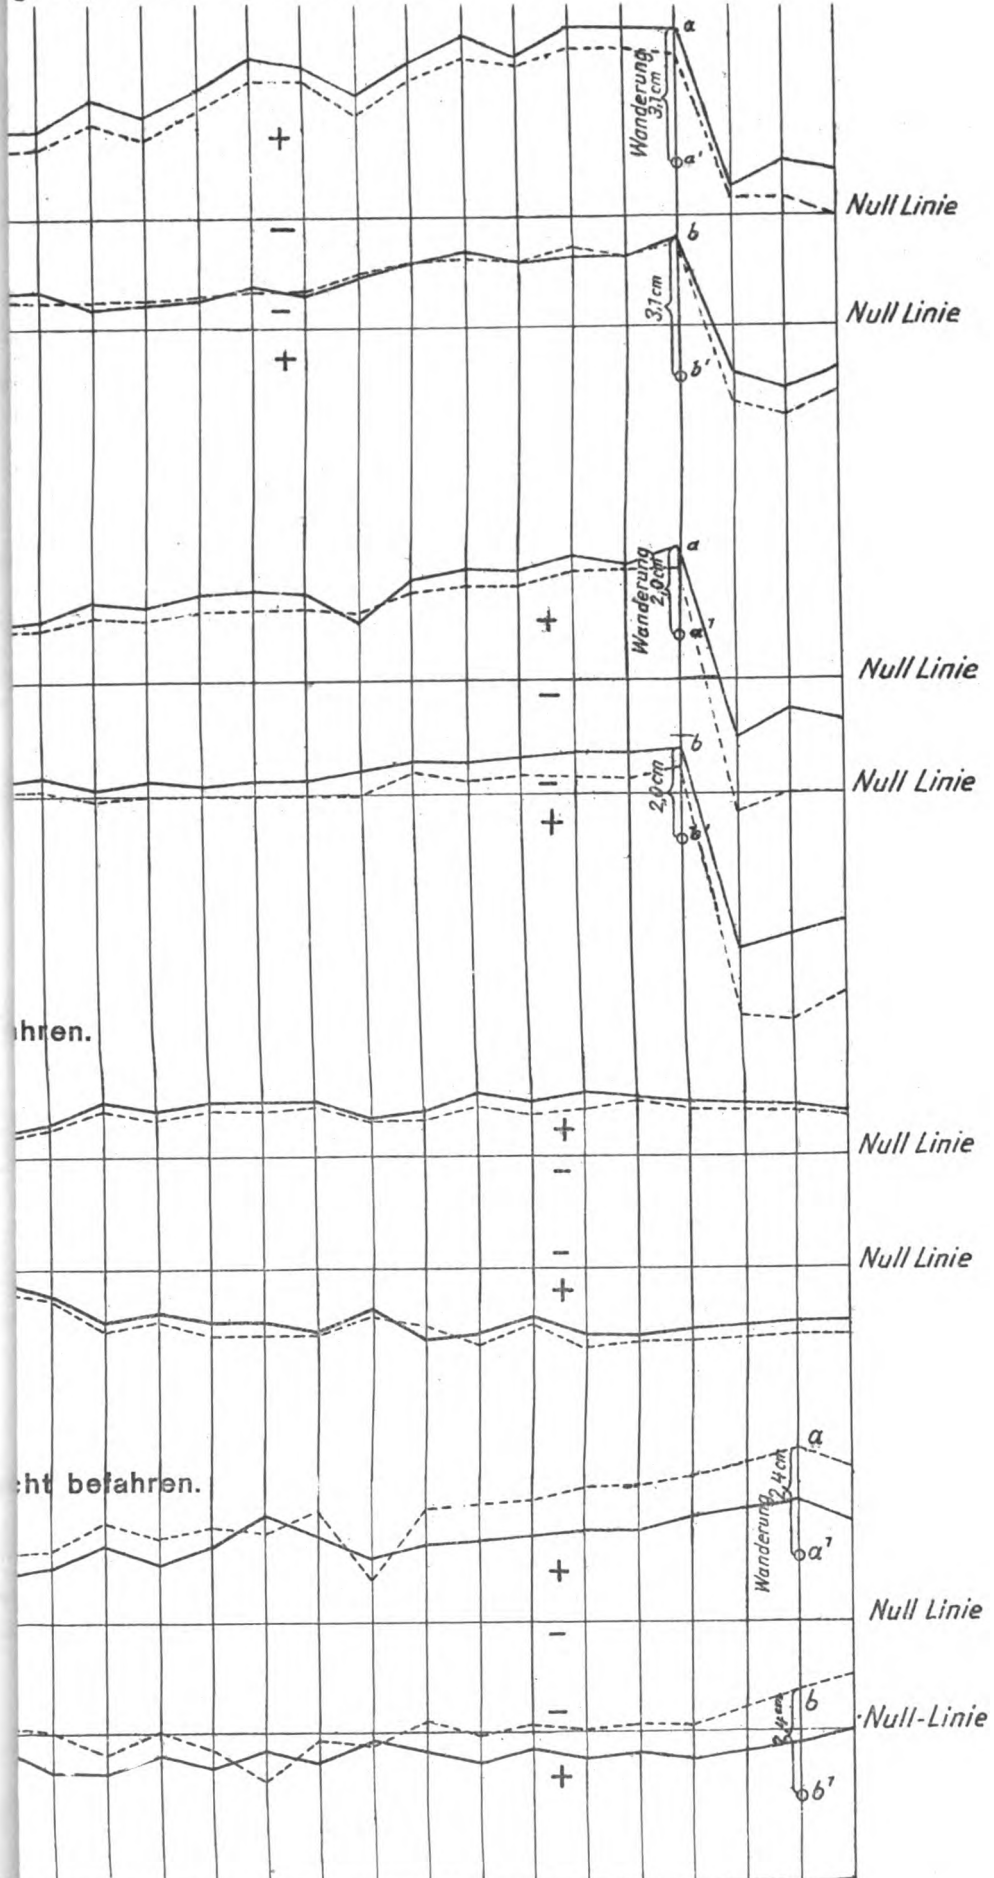 a
Wanderung
3,1 cm
a'
+
Null Linie
−
b
3,1 cm
−
Null Linie
+
b'
a
Wanderung
2,0 cm
+
a'
Null Linie
−
b
2,0 cm
−
Null Linie
+
b'
hren.
+
Null Linie
−
−
Null Linie
+
a
2,4 cm
cht befahren.
Wanderung
a'
+
Null Linie
−
b
−
Null-Linie
+
b'